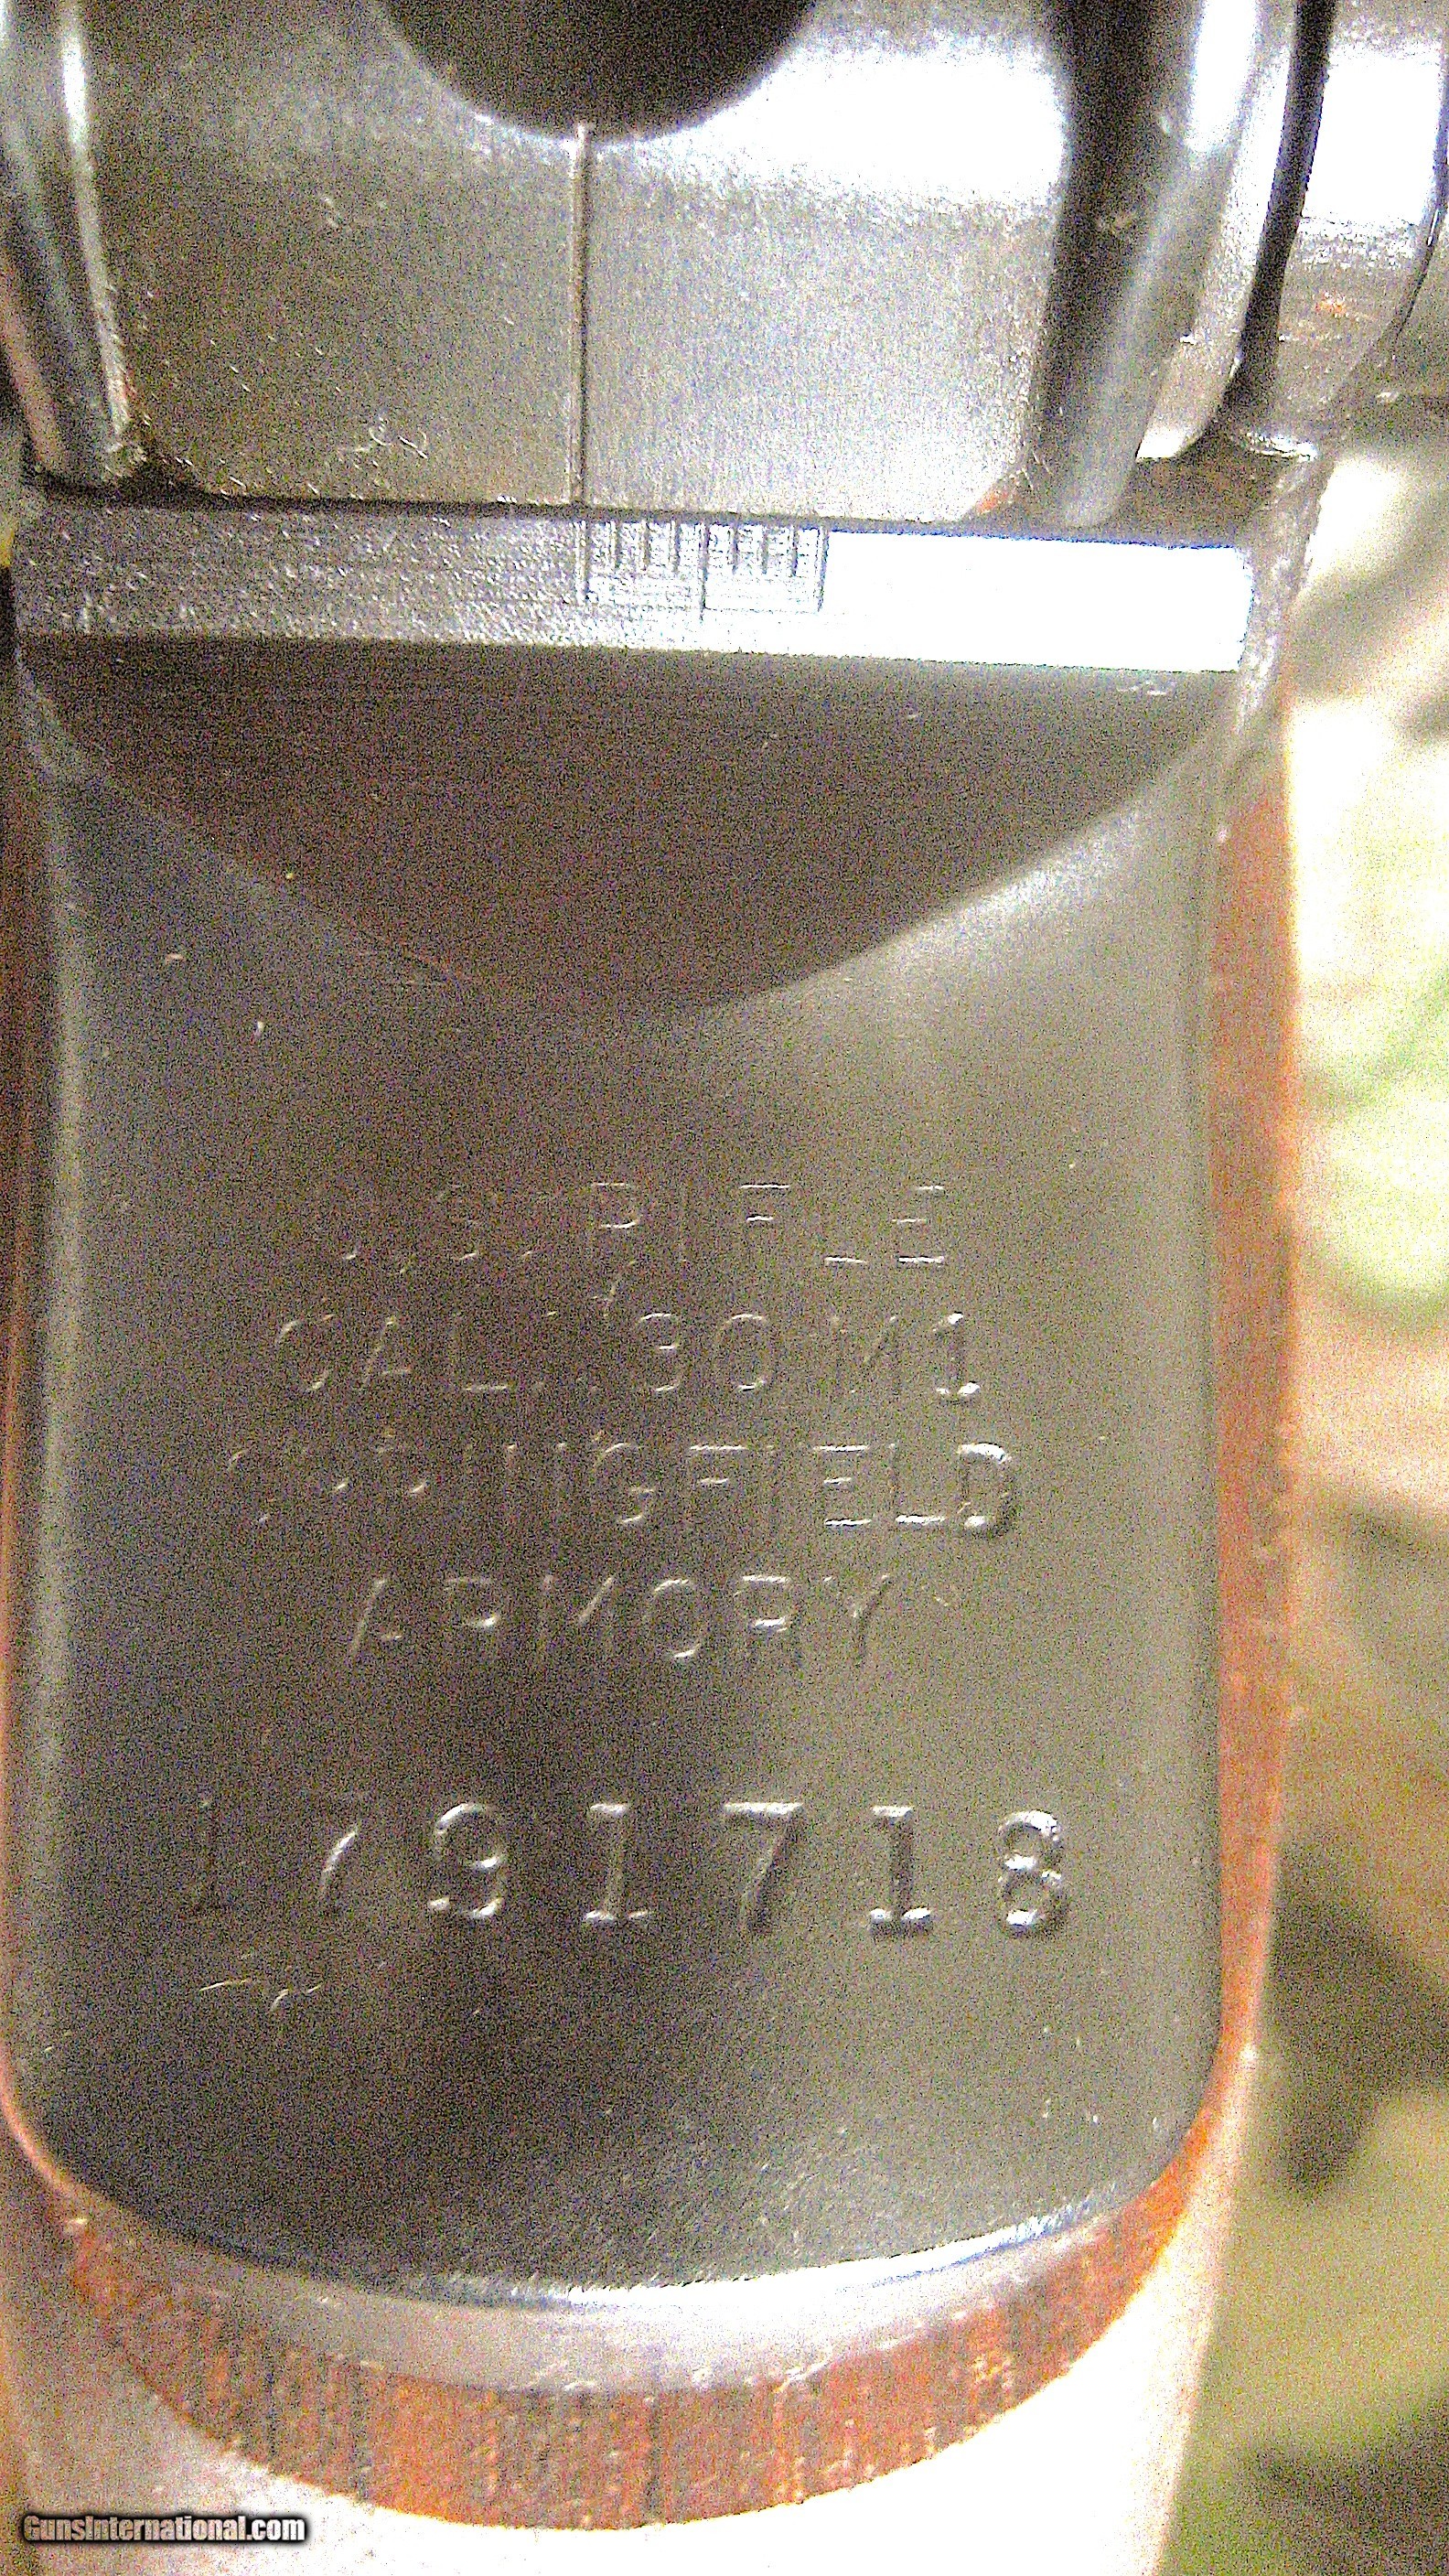 U.S. RIFLE
CAL. .30 M1
SPRINGFIELD
ARMORY
1791718
GunsInternational.com